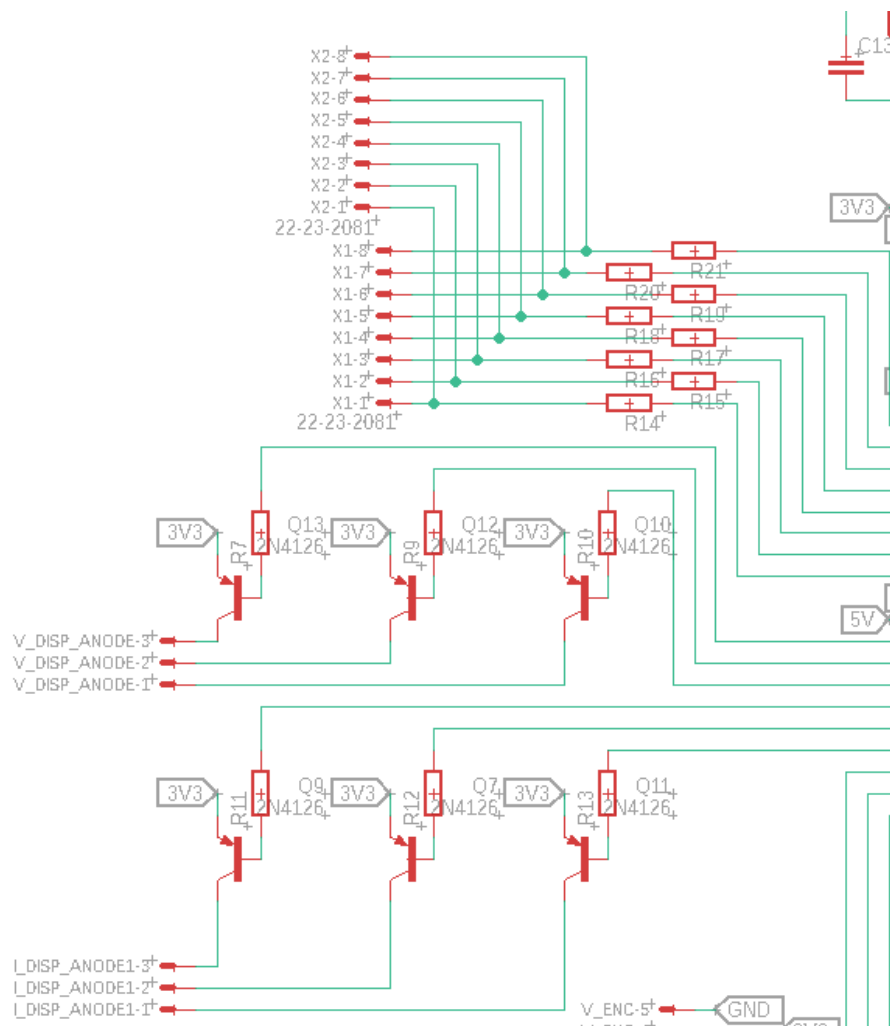 C13
X2-8
X2-7
X2-6
X2-5
X2-4
X2-3
X2-2
X2-1
22-23-2081
3V3
X1-8
X1-7
X1-6
X1-5
X1-4
X1-3
X1-2
X1-1
22-23-2081
R21
R20
R19
R18
R17
R16
R15
R14
3V3
R7
Q13
2N4126
3V3
R9
Q12
2N4126
3V3
R10
Q10
2N4126
5V
V_DISP_ANODE-3
V_DISP_ANODE-2
V_DISP_ANODE-1
3V3
R11
Q9
2N4126
3V3
R12
Q7
2N4126
3V3
R13
Q11
2N4126
I_DISP_ANODE1-3
I_DISP_ANODE1-2
I_DISP_ANODE1-1
V_ENC-5
GND